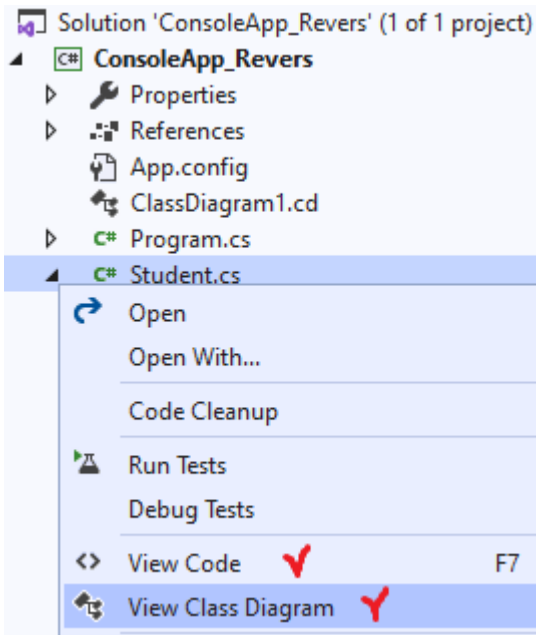 Solution 'ConsoleApp_Revers' (1 of 1 project)
C# ConsoleApp_Revers
Properties
References
App.config
ClassDiagram1.cd
C# Program.cs
C# Student.cs
Open
Open With...
Code Cleanup
Run Tests
Debug Tests
View Code F7
View Class Diagram